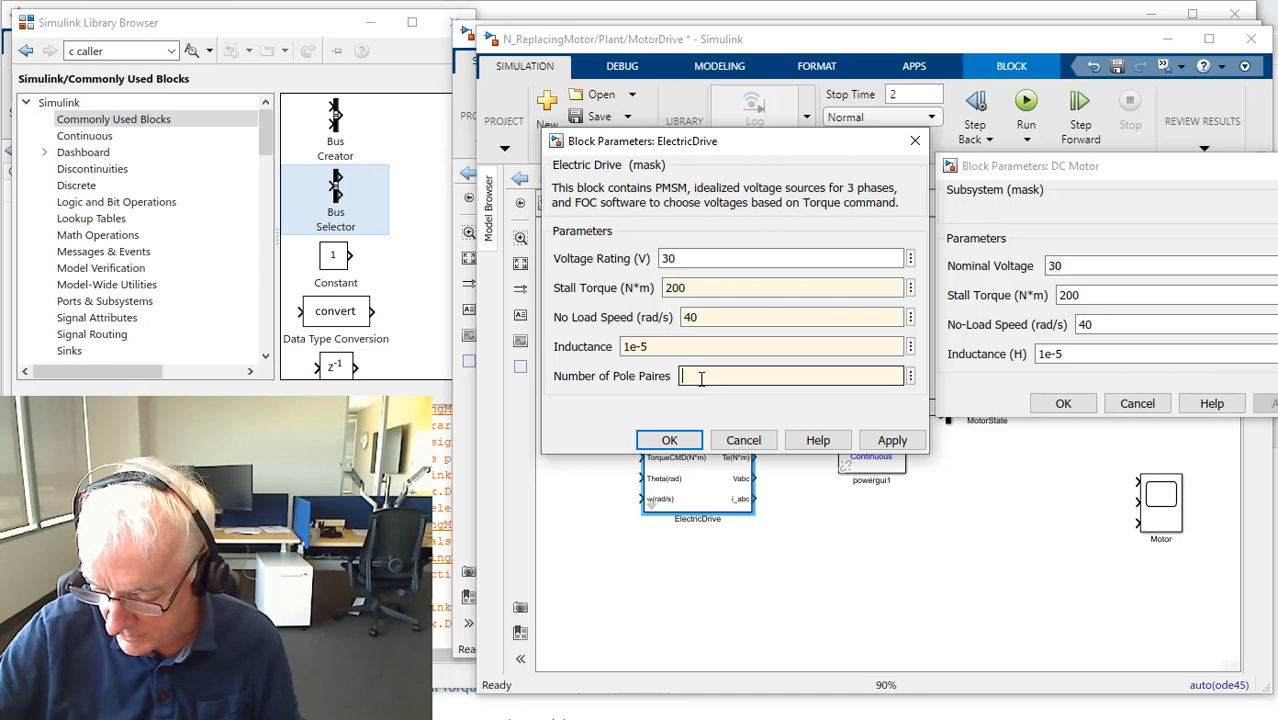 Simulink Library Browser
c caller
Simulink/Commonly Used Blocks
Simulink
Commonly Used Blocks
Continuous
Dashboard
Discontinuities
Discrete
Logic and Bit Operations
Lookup Tables
Math Operations
Messages & Events
Model Verification
Model-Wide Utilities
Ports & Subsystems
Signal Attributes
Signal Routing
Sinks
Bus
Creator
Bus
Selector
1
Constant
convert
Data Type Conversion
z-1
N_ReplacingMotor/Plant/MotorDrive * - Simulink
SIMULATION
DEBUG
MODELING
FORMAT
APPS
BLOCK
New
Open
Save
PROJECT
LIBRARY
Log
Stop Time
2
Normal
Step
Back
Run
Step
Forward
Stop
REVIEW RESULTS
Model Browser
Block Parameters: ElectricDrive
Electric Drive (mask)
This block contains PMSM, idealized voltage sources for 3 phases,
and FOC software to choose voltages based on Torque command.
Parameters
Voltage Rating (V) 30
Stall Torque (N*m) 200
No Load Speed (rad/s) 40
Inductance 1e-5
Number of Pole Paires
OK
Cancel
Help
Apply
Block Parameters: DC Motor
Subsystem (mask)
Parameters
Nominal Voltage 30
Stall Torque (N*m) 200
No-Load Speed (rad/s) 40
Inductance (H) 1e-5
OK
Cancel
Help
MotorState
TorqueCMD(N*m)
Te(N*m)
Theta(rad)
Vabc
w(rad/s)
i_abc
ElectricDrive
Continuous
powergui1
Motor
Ready
90%
auto(ode45)